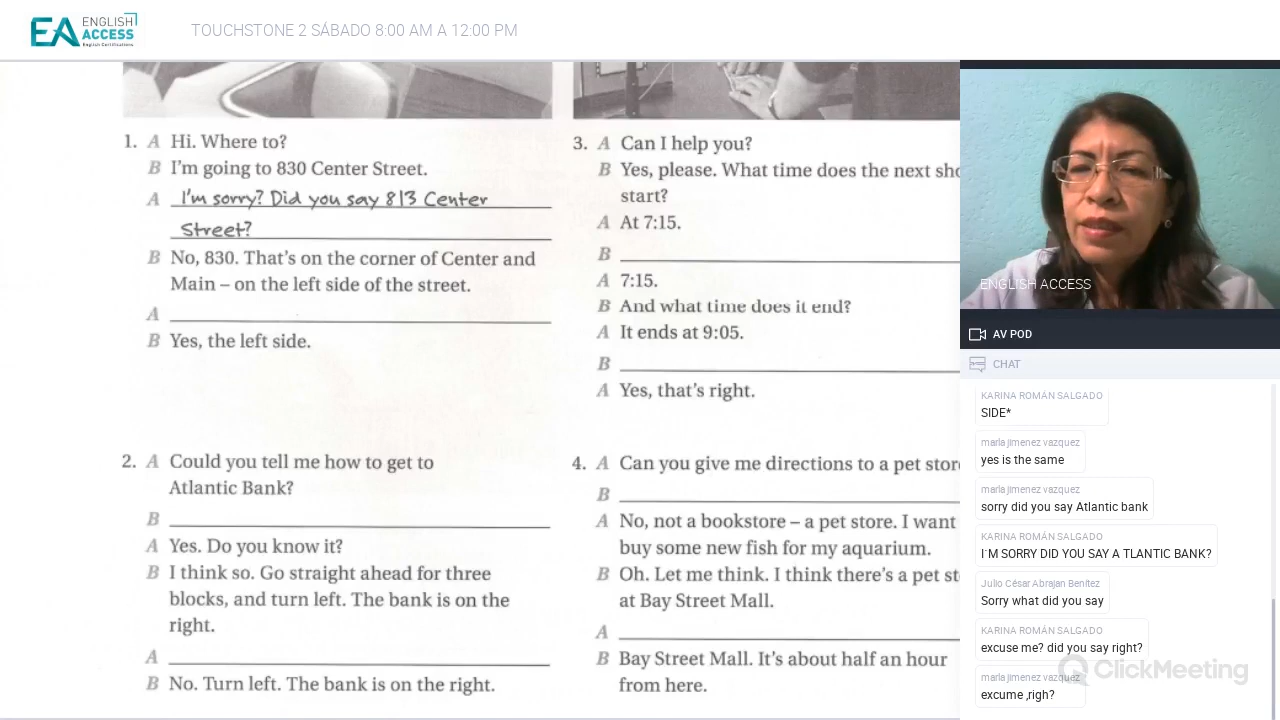 EA ENGLISH ACCESS
English Certifications
TOUCHSTONE 2 SÁBADO 8:00 AM A 12:00 PM
1. A Hi. Where to?
B I'm going to 830 Center Street.
A I'm sorry? Did you say 813 Center
Street?
B No, 830. That's on the corner of Center and
Main – on the left side of the street.
A
B Yes, the left side.
2. A Could you tell me how to get to
Atlantic Bank?
B
A Yes. Do you know it?
B I think so. Go straight ahead for three
blocks, and turn left. The bank is on the
right.
A
B No. Turn left. The bank is on the right.
3. A Can I help you?
B Yes, please. What time does the next sho
start?
A At 7:15.
B
A 7:15.
B And what time does it end?
A It ends at 9:05.
B
A Yes, that's right.
4. A Can you give me directions to a pet stor
B
A No, not a bookstore – a pet store. I want
buy some new fish for my aquarium.
B Oh. Let me think. I think there's a pet st
at Bay Street Mall.
A
B Bay Street Mall. It's about half an hour
from here.
ENGLISH ACCESS
AV POD
CHAT
KARINA ROMÁN SALGADO
SIDE*
marla jimenez vazquez
yes is the same
marla jimenez vazquez
sorry did you say Atlantic bank
KARINA ROMÁN SALGADO
I´M SORRY DID YOU SAY A TLANTIC BANK?
Julio César Abrajan Benítez
Sorry what did you say
KARINA ROMÁN SALGADO
excuse me? did you say right?
marla jimenez vazquez
excume ,righ?
ClickMeeting